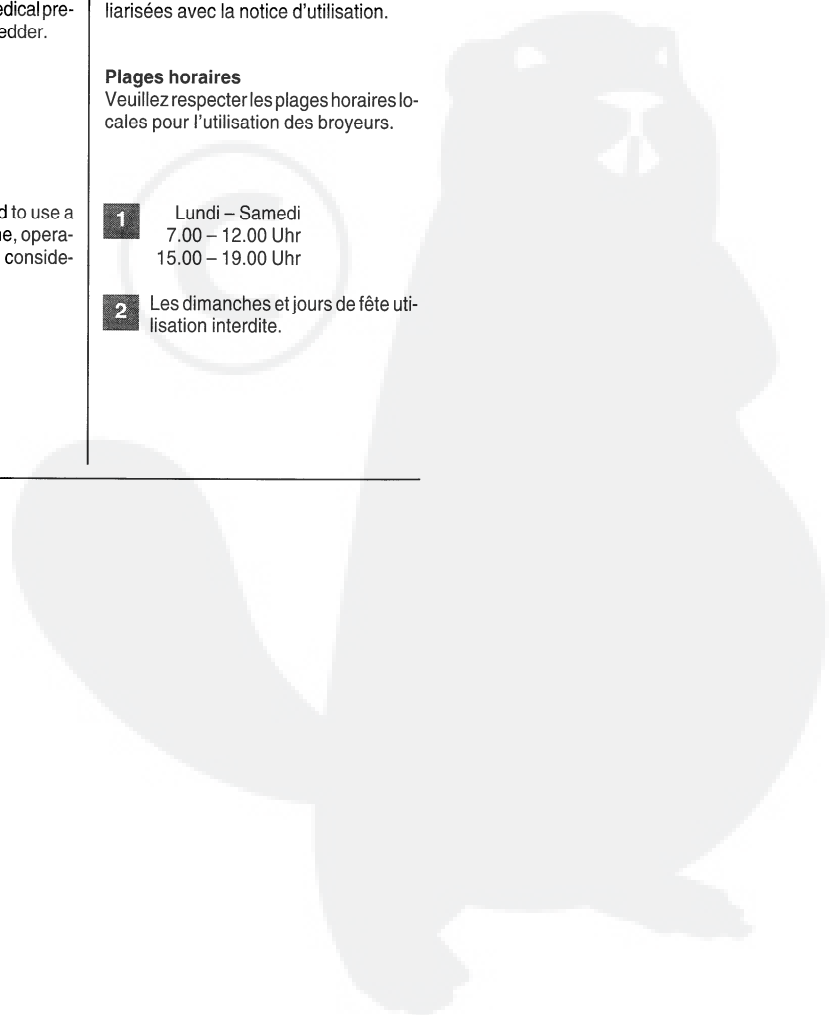 edical pre-
edder.
d to use a
e, opera-
conside-
liarisées avec la notice d'utilisation.
Plages horaires
Veuillez respecter les plages horaires lo-
cales pour l'utilisation des broyeurs.
1 Lundi – Samedi
7.00 – 12.00 Uhr
15.00 – 19.00 Uhr
2 Les dimanches et jours de fête uti-
lisation interdite.
©